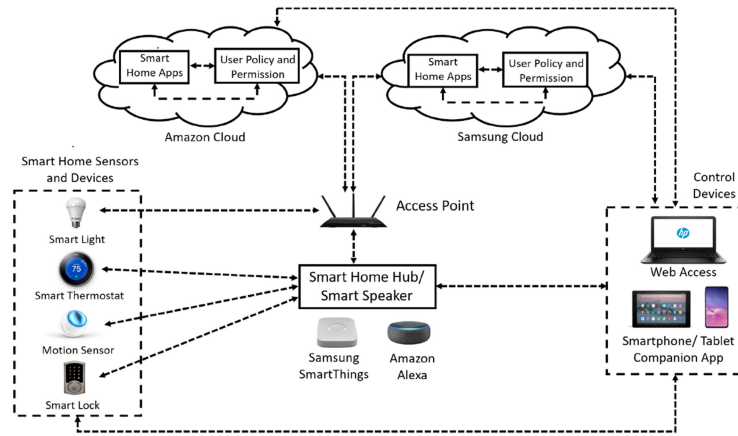 Smart
Home Apps
User Policy and
Permission
Amazon Cloud
Smart
Home Apps
User Policy and
Permission
Samsung Cloud
Smart Home Sensors
and Devices
Smart Light
75
Smart Thermostat
Motion Sensor
Smart Lock
Access Point
Smart Home Hub/
Smart Speaker
Samsung
SmartThings
Amazon
Alexa
Control
Devices
hp
Web Access
Smartphone/ Tablet
Companion App